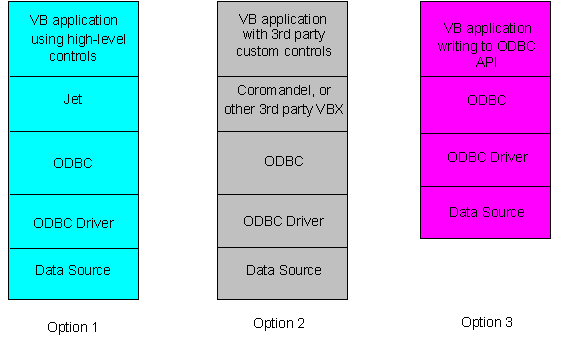 VB application
using high-level
controls
Jet
ODBC
ODBC Driver
Data Source
Option 1
VB application
with 3rd party
custom controls
Coromandel, or
other 3rd party VBX
ODBC
ODBC Driver
Data Source
Option 2
VB application
writing to ODBC
API
ODBC
ODBC Driver
Data Source
Option 3